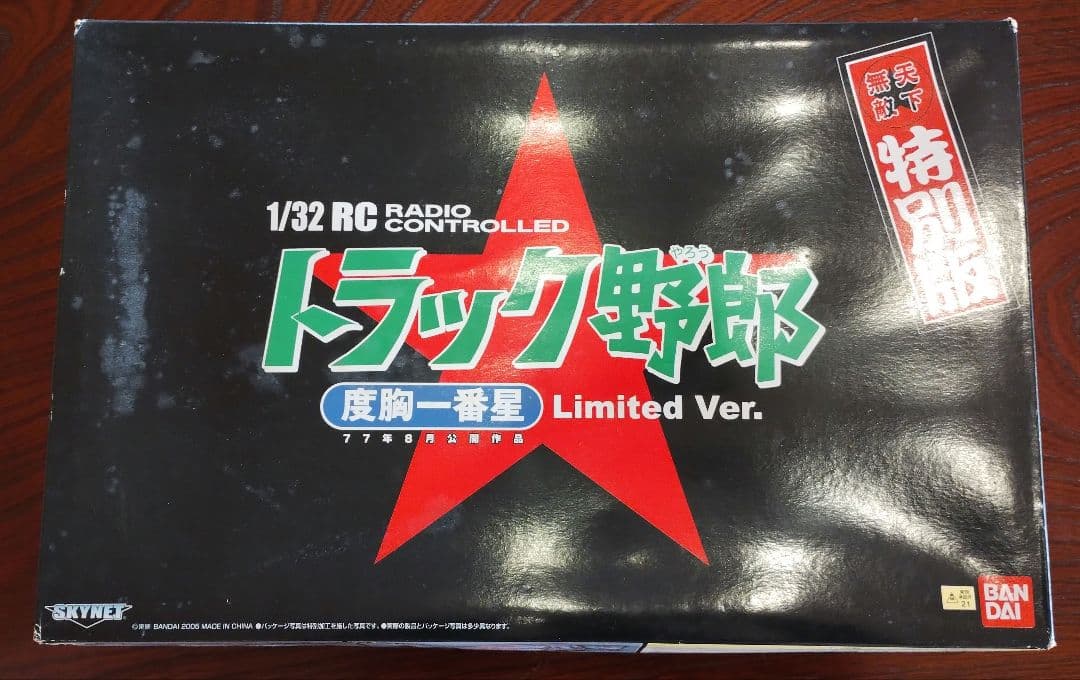 天下
無敵
特別版
1/32 RC RADIO CONTROLLED
やろう
トラック野郎
度胸一番星 Limited Ver.
77年8月公開作品
SKYNET
BAN
DAI
21
©東映 BANDAI 2005 MADE IN CHINA ●パッケージ写真は特別加工を施した写真です。●実際の製品とパッケージ写真は多少異なります。